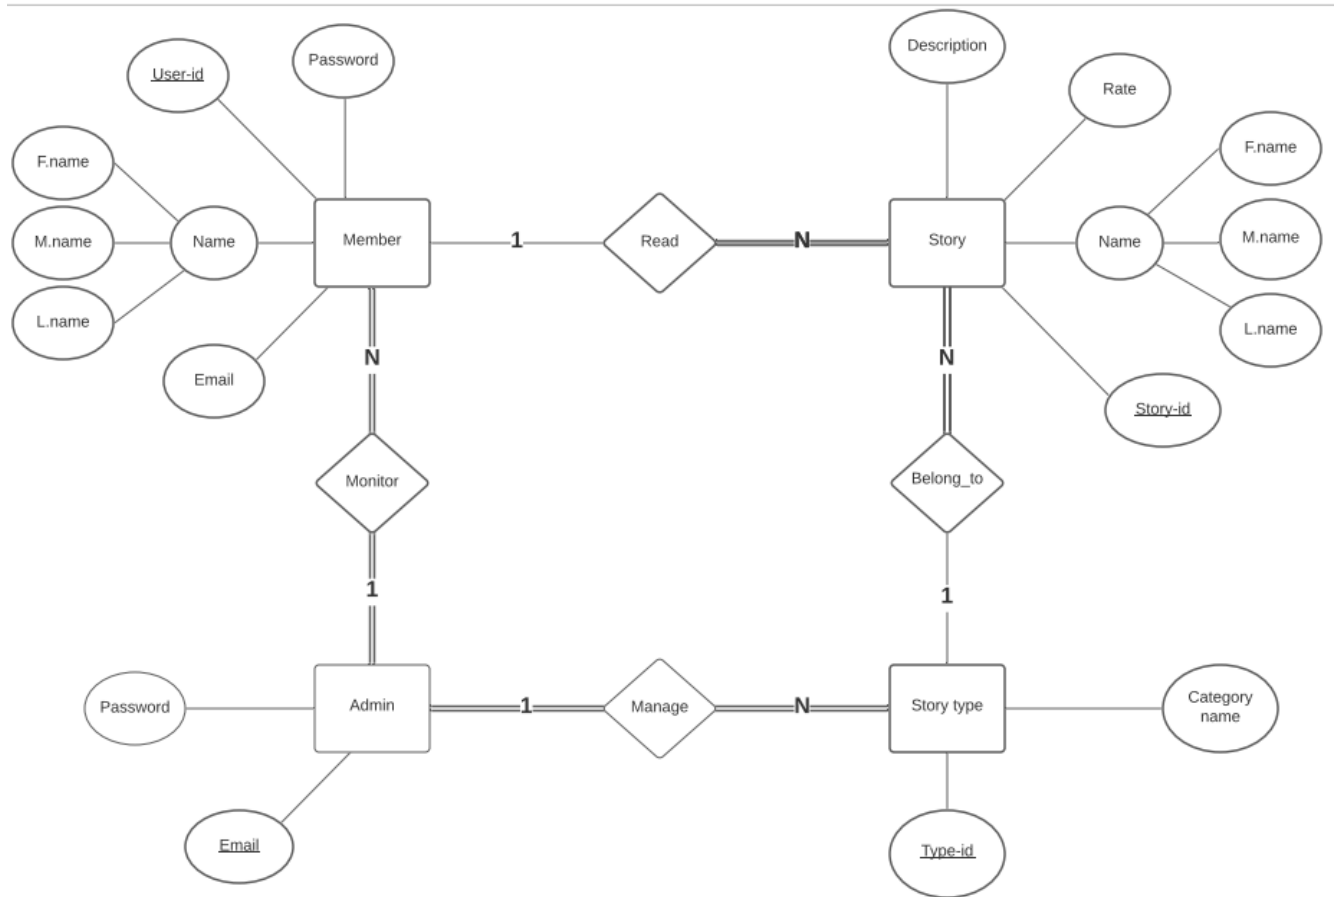 Description
Password
User-id
Rate
F.name
F.name
M.name
Name
Member
1
Read
N
Story
Name
M.name
L.name
L.name
N
N
Email
Story-id
Monitor
Belong_to
1
1
Password
Admin
1
Manage
N
Story type
Category
name
Email
Type-id